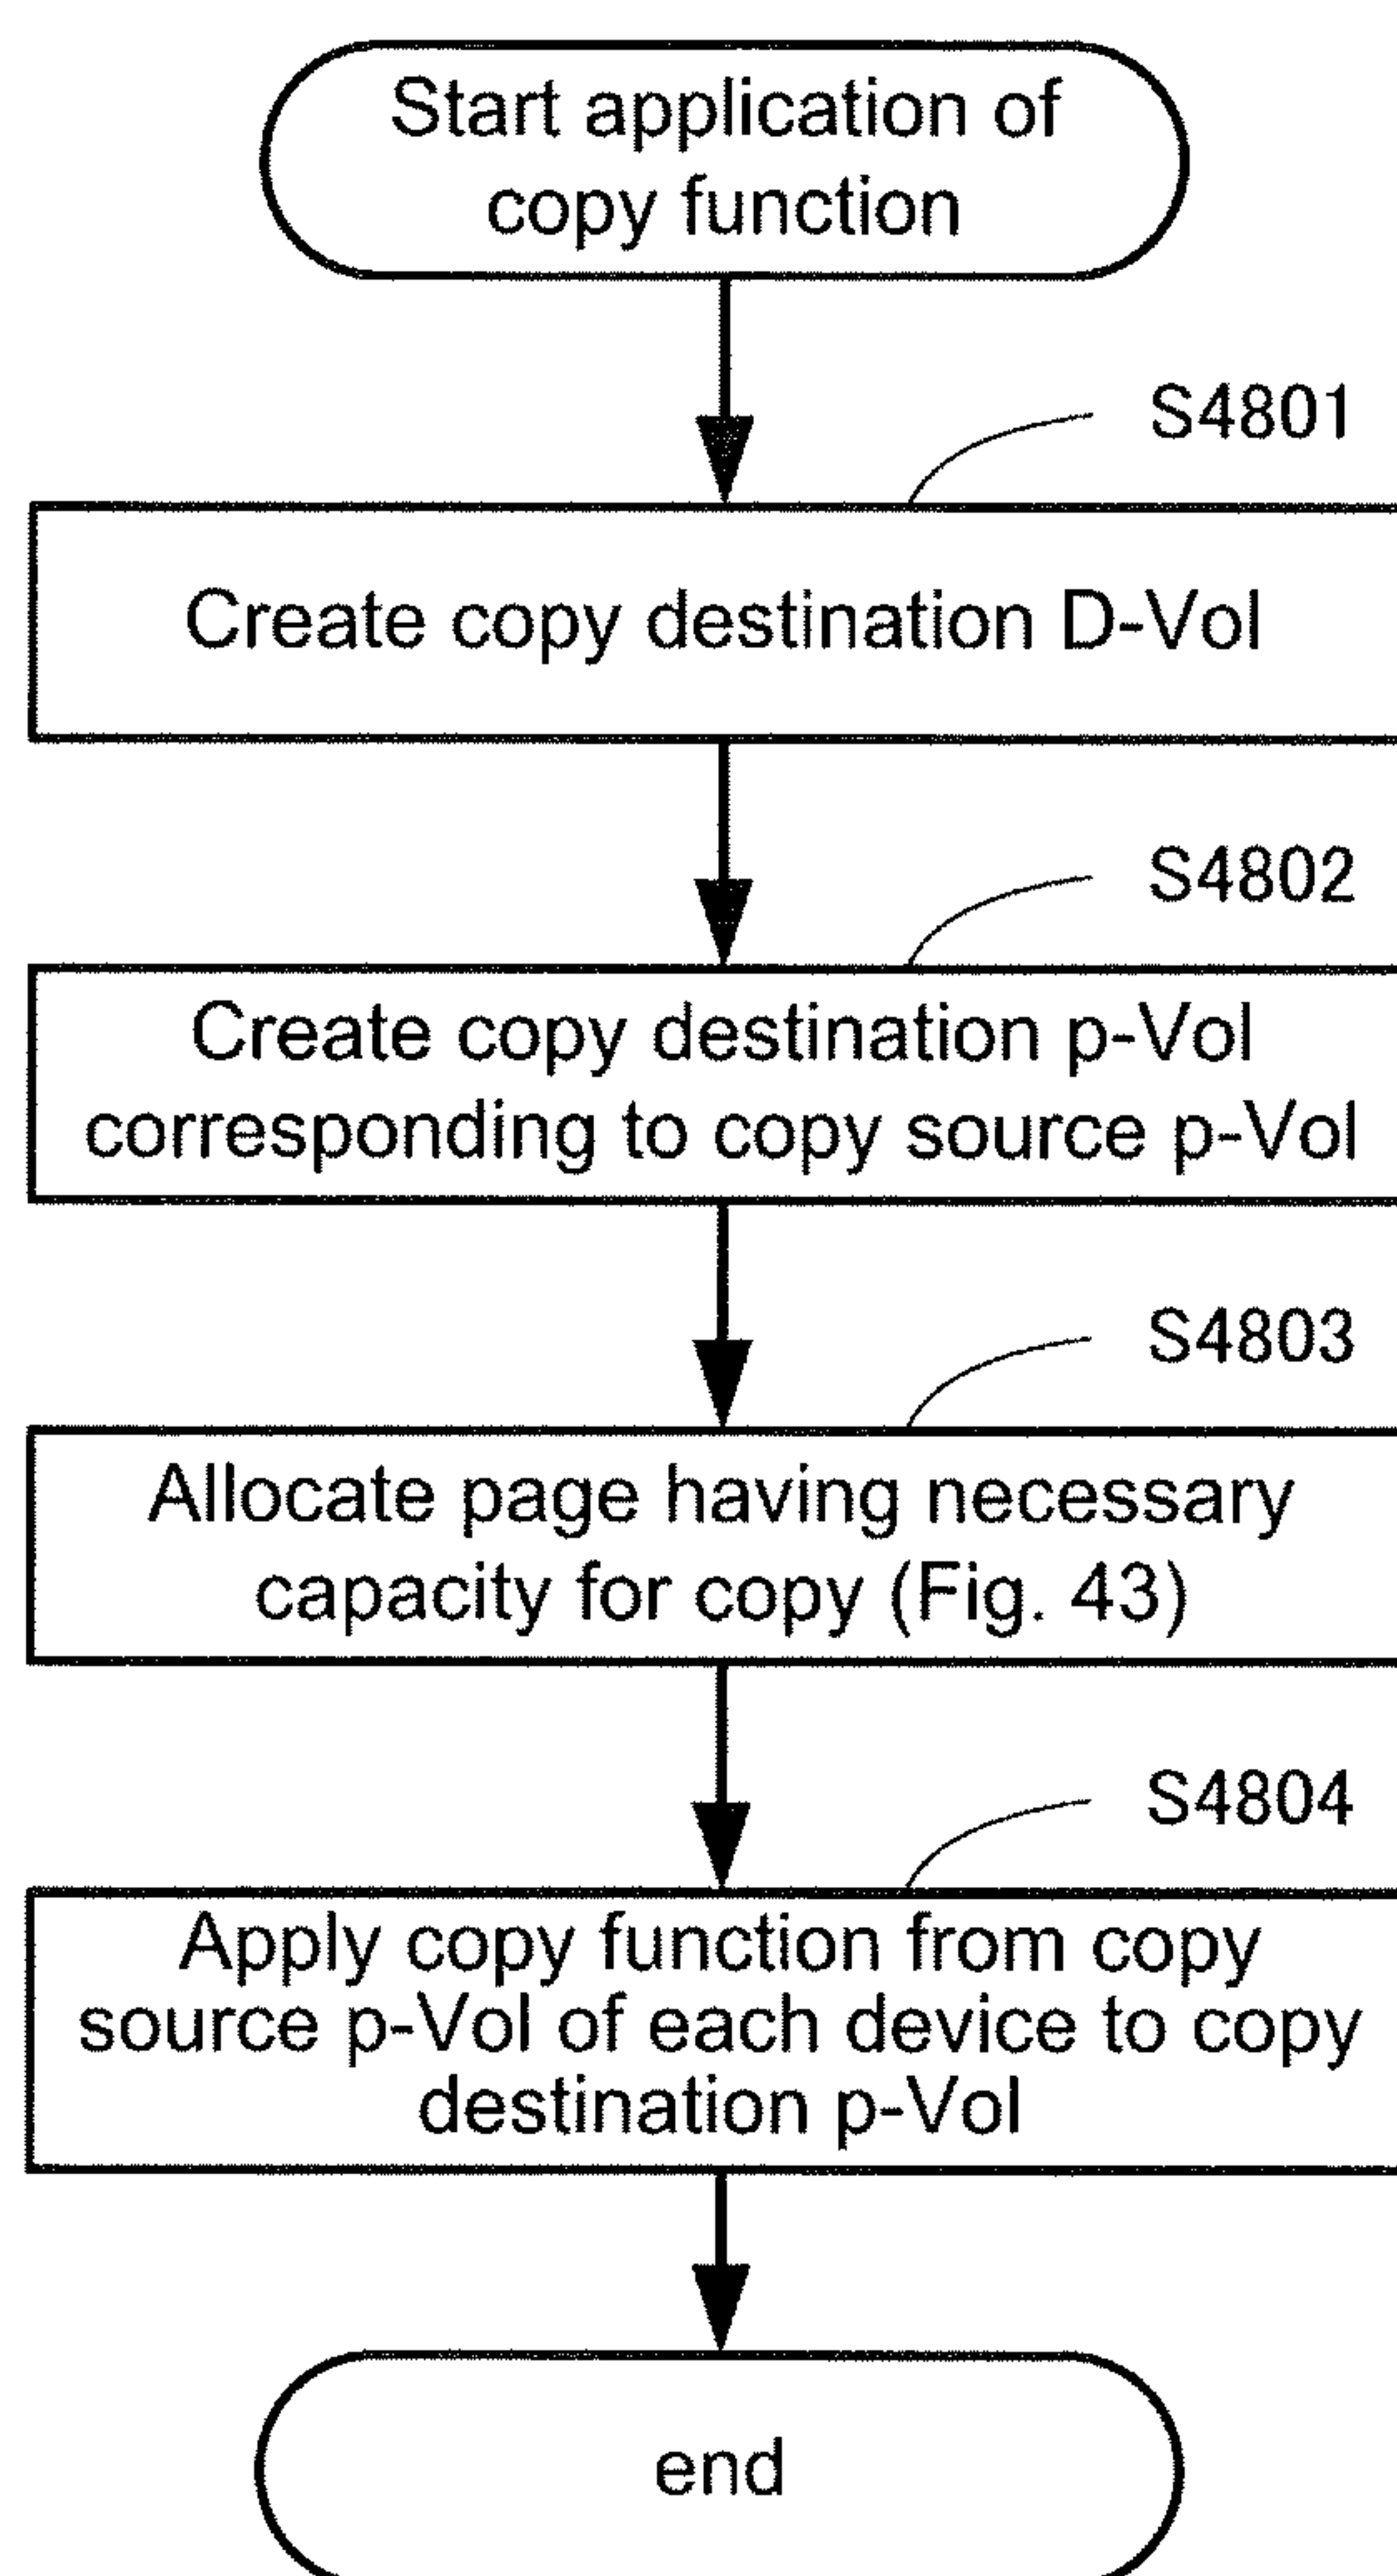 Start application of
copy function
S4801
Create copy destination D-Vol
S4802
Create copy destination p-Vol
corresponding to copy source p-Vol
S4803
Allocate page having necessary
capacity for copy (Fig. 43)
S4804
Apply copy function from copy
source p-Vol of each device to copy
destination p-Vol
end